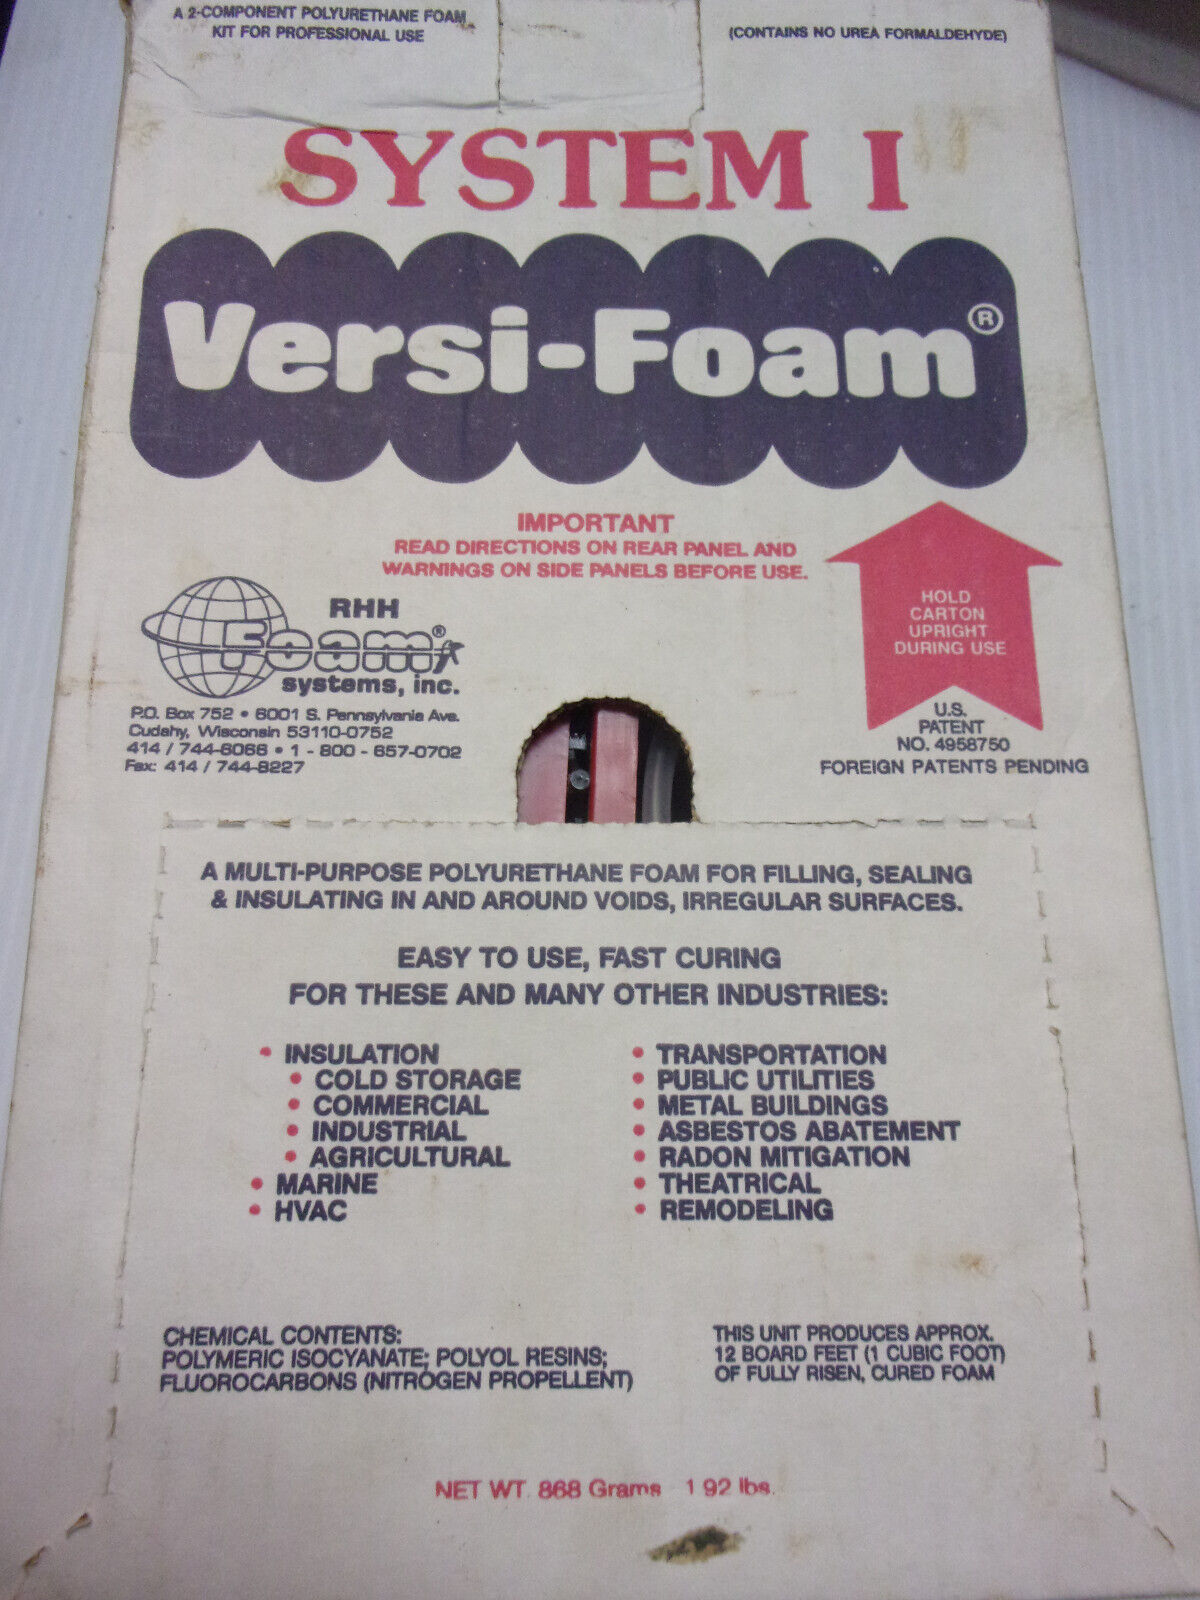 A 2-COMPONENT POLYURETHANE FOAM
KIT FOR PROFESSIONAL USE
(CONTAINS NO UREA FORMALDEHYDE)
SYSTEM I
Versi-Foam®
IMPORTANT
READ DIRECTIONS ON REAR PANEL AND
WARNINGS ON SIDE PANELS BEFORE USE.
HOLD
CARTON
UPRIGHT
DURING USE
RHH
Foam®
systems, inc.
P.O. Box 752 • 6001 S. Pennsylvania Ave.
Cudahy, Wisconsin 53110-0752
414 / 744-6066 • 1 - 800 - 657-0702
Fax: 414 / 744-8227
U.S.
PATENT
NO. 4958750
FOREIGN PATENTS PENDING
A MULTI-PURPOSE POLYURETHANE FOAM FOR FILLING, SEALING
& INSULATING IN AND AROUND VOIDS, IRREGULAR SURFACES.
EASY TO USE, FAST CURING
FOR THESE AND MANY OTHER INDUSTRIES:
• INSULATION
• COLD STORAGE
• COMMERCIAL
• INDUSTRIAL
• AGRICULTURAL
• MARINE
• HVAC
• TRANSPORTATION
• PUBLIC UTILITIES
• METAL BUILDINGS
• ASBESTOS ABATEMENT
• RADON MITIGATION
• THEATRICAL
• REMODELING
CHEMICAL CONTENTS:
POLYMERIC ISOCYANATE; POLYOL RESINS;
FLUOROCARBONS (NITROGEN PROPELLENT)
THIS UNIT PRODUCES APPROX.
12 BOARD FEET (1 CUBIC FOOT)
OF FULLY RISEN, CURED FOAM
NET WT. 868 Grams 1.92 lbs.